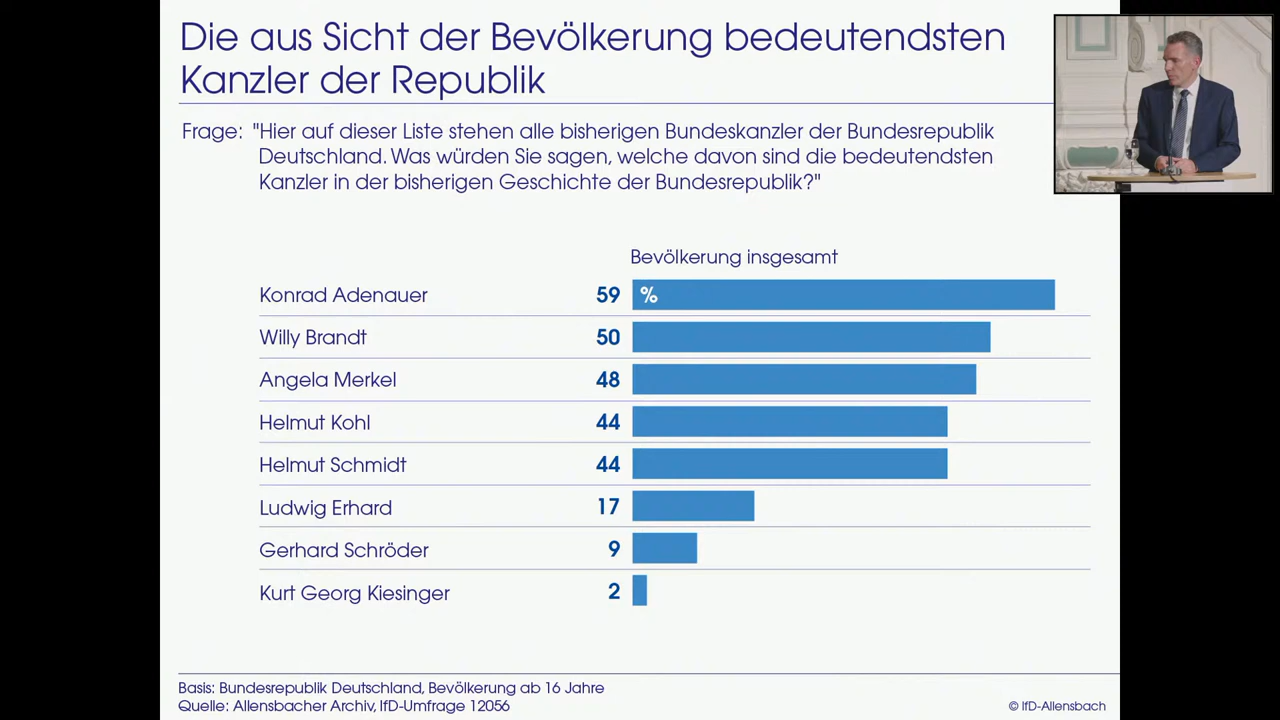 Die aus Sicht der Bevölkerung bedeutendsten
Kanzler der Republik
Frage: "Hier auf dieser Liste stehen alle bisherigen Bundeskanzler der Bundesrepublik
Deutschland. Was würden Sie sagen, welche davon sind die bedeutendsten
Kanzler in der bisherigen Geschichte der Bundesrepublik?"
Bevölkerung insgesamt
Konrad Adenauer 59 %
Willy Brandt 50
Angela Merkel 48
Helmut Kohl 44
Helmut Schmidt 44
Ludwig Erhard 17
Gerhard Schröder 9
Kurt Georg Kiesinger 2
Basis: Bundesrepublik Deutschland, Bevölkerung ab 16 Jahre
Quelle: Allensbacher Archiv, IfD-Umfrage 12056
© IfD-Allensbach